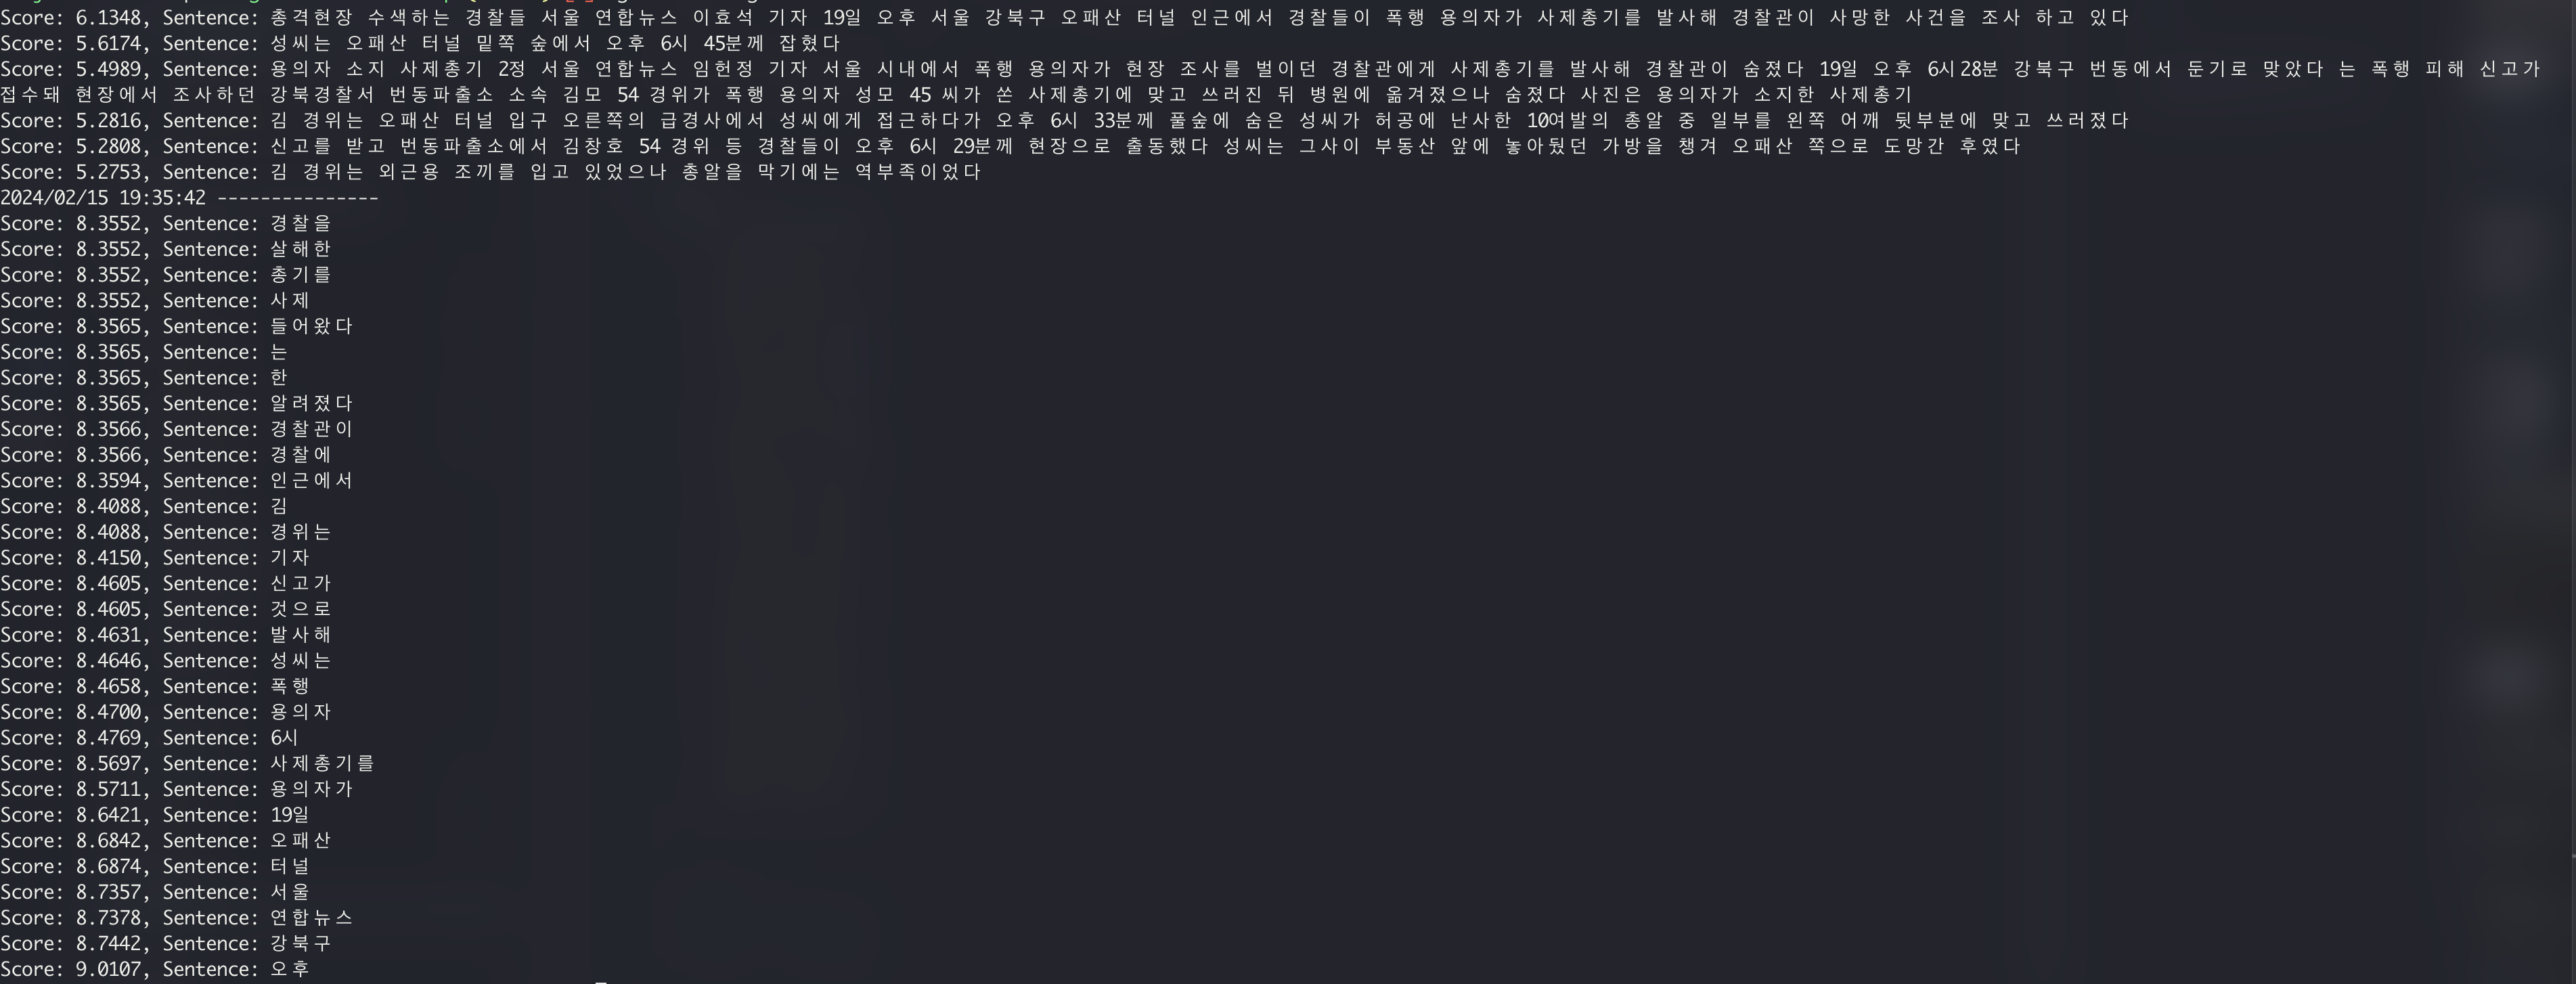 Score: 6.1348, Sentence: 총격현장 수색하는 경찰들 서울 연합뉴스 이효석 기자 19일 오후 서울 강북구 오패산 터널 인근에서 경찰들이 폭행 용의자가 사제총기를 발사해 경찰관이 사망한 사건을 조사 하고 있다
Score: 5.6174, Sentence: 성씨는 오패산 터널 밑쪽 숲에서 오후 6시 45분께 잡혔다
Score: 5.4989, Sentence: 용의자 소지 사제총기 2정 서울 연합뉴스 임헌정 기자 서울 시내에서 폭행 용의자가 현장 조사를 벌이던 경찰관에게 사제총기를 발사해 경찰관이 숨졌다 19일 오후 6시28분 강북구 번동에서 둔기로 맞았다 는 폭행 피해 신고가
접수돼 현장에서 조사하던 강북경찰서 번동파출소 소속 김모 54 경위가 폭행 용의자 성모 45 씨가 쏜 사제총기에 맞고 쓰러진 뒤 병원에 옮겨졌으나 숨졌다 사진은 용의자가 소지한 사제총기
Score: 5.2816, Sentence: 김 경위는 오패산 터널 입구 오른쪽의 급경사에서 성씨에게 접근하다가 오후 6시 33분께 풀숲에 숨은 성씨가 허공에 난사한 10여발의 총알 중 일부를 왼쪽 어깨 뒷부분에 맞고 쓰러졌다
Score: 5.2808, Sentence: 신고를 받고 번동파출소에서 김창호 54 경위 등 경찰들이 오후 6시 29분께 현장으로 출동했다 성씨는 그사이 부동산 앞에 놓아뒀던 가방을 챙겨 오패산 쪽으로 도망간 후였다
Score: 5.2753, Sentence: 김 경위는 외근용 조끼를 입고 있었으나 총알을 막기에는 역부족이었다
2024/02/15 19:35:42 ---------------
Score: 8.3552, Sentence: 경찰을
Score: 8.3552, Sentence: 살해한
Score: 8.3552, Sentence: 총기를
Score: 8.3552, Sentence: 사제
Score: 8.3565, Sentence: 들어왔다
Score: 8.3565, Sentence: 는
Score: 8.3565, Sentence: 한
Score: 8.3565, Sentence: 알려졌다
Score: 8.3566, Sentence: 경찰관이
Score: 8.3566, Sentence: 경찰에
Score: 8.3594, Sentence: 인근에서
Score: 8.4088, Sentence: 김
Score: 8.4088, Sentence: 경위는
Score: 8.4150, Sentence: 기자
Score: 8.4605, Sentence: 신고가
Score: 8.4605, Sentence: 것으로
Score: 8.4631, Sentence: 발사해
Score: 8.4646, Sentence: 성씨는
Score: 8.4658, Sentence: 폭행
Score: 8.4700, Sentence: 용의자
Score: 8.4769, Sentence: 6시
Score: 8.5697, Sentence: 사제총기를
Score: 8.5711, Sentence: 용의자가
Score: 8.6421, Sentence: 19일
Score: 8.6842, Sentence: 오패산
Score: 8.6874, Sentence: 터널
Score: 8.7357, Sentence: 서울
Score: 8.7378, Sentence: 연합뉴스
Score: 8.7442, Sentence: 강북구
Score: 9.0107, Sentence: 오후